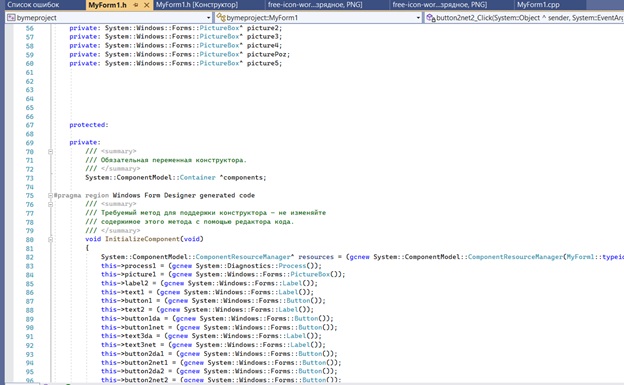 Список ошибок MyForm1.h MyForm1.h [Конструктор] free-icon-wor...зрядное, PNG] free-icon-wor...зрядное, PNG] MyForm1.cpp
bymeproject bymeproject::MyForm1 button2net2_Click(System::Object ^ sender, System::EventArg
56 private: System::Windows::Forms::PictureBox^ picture2;
57 private: System::Windows::Forms::PictureBox^ picture3;
58 private: System::Windows::Forms::PictureBox^ picture4;
59 private: System::Windows::Forms::PictureBox^ picturePoz;
60 private: System::Windows::Forms::PictureBox^ picture5;
61
62
63
64
65
66
67 protected:
68
69 private:
70 /// <summary>
71 /// Обязательная переменная конструктора.
72 /// </summary>
73 System::ComponentModel::Container ^components;
74
75 #pragma region Windows Form Designer generated code
76 /// <summary>
77 /// Требуемый метод для поддержки конструктора — не изменяйте
78 /// содержимое этого метода с помощью редактора кода.
79 /// </summary>
80 void InitializeComponent(void)
81 {
82 System::ComponentModel::ComponentResourceManager^ resources = (gcnew System::ComponentModel::ComponentResourceManager(MyForm1::typeid
83 this->process1 = (gcnew System::Diagnostics::Process());
84 this->picture1 = (gcnew System::Windows::Forms::PictureBox());
85 this->label2 = (gcnew System::Windows::Forms::Label());
86 this->text1 = (gcnew System::Windows::Forms::Label());
87 this->button1 = (gcnew System::Windows::Forms::Button());
88 this->text2 = (gcnew System::Windows::Forms::Label());
89 this->button1da = (gcnew System::Windows::Forms::Button());
90 this->button1net = (gcnew System::Windows::Forms::Button());
91 this->text3da = (gcnew System::Windows::Forms::Label());
92 this->text3net = (gcnew System::Windows::Forms::Label());
93 this->button2da1 = (gcnew System::Windows::Forms::Button());
94 this->button2net1 = (gcnew System::Windows::Forms::Button());
95 this->button2da2 = (gcnew System::Windows::Forms::Button());
96 this->button2net2 = (gcnew System::Windows::Forms::Button());